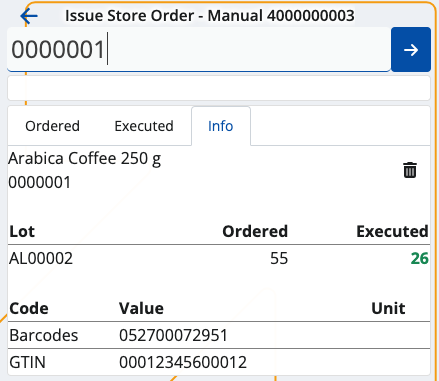 Issue Store Order - Manual 4000000003
0000001
Ordered Executed Info
Arabica Coffee 250 g
0000001
Lot Ordered Executed
AL00002 55 26
Code Value Unit
Barcodes 052700072951
GTIN 00012345600012